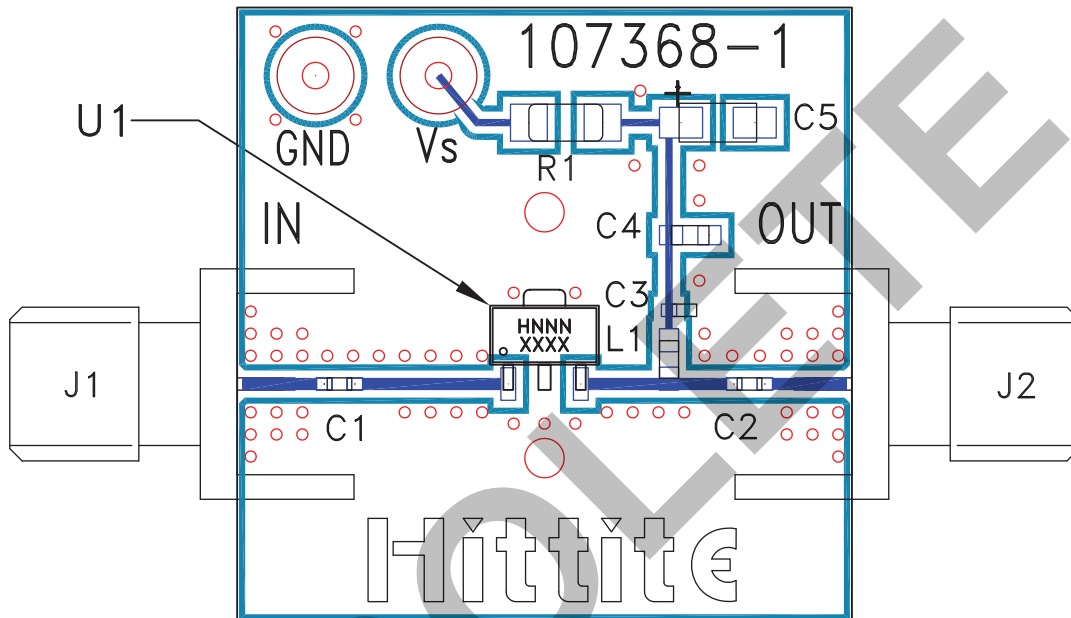 107368-1
U1
GND
Vs
R1
C5
IN
C4
OUT
C3
HNNN
XXXX
L1
J1
J2
C1
C2
Hittite
OLETE